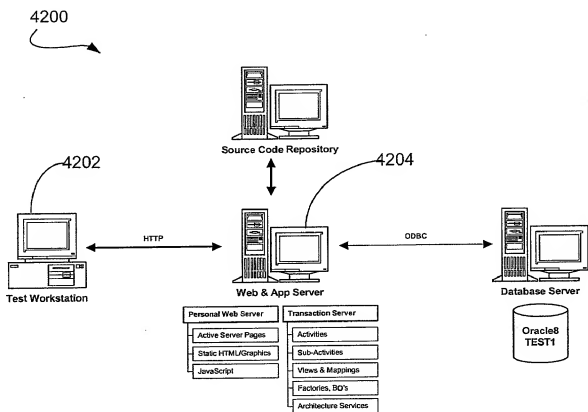 4200
Source Code Repository
4202
4204
HTTP
ODBC
Test Workstation
Web & App Server
Database Server
Personal Web Server
Active Server Pages
Static HTML/Graphics
JavaScript
Transaction Server
Activities
Sub-Activities
Views & Mappings
Factories, BO's
Architecture Services
Oracle8
TEST1